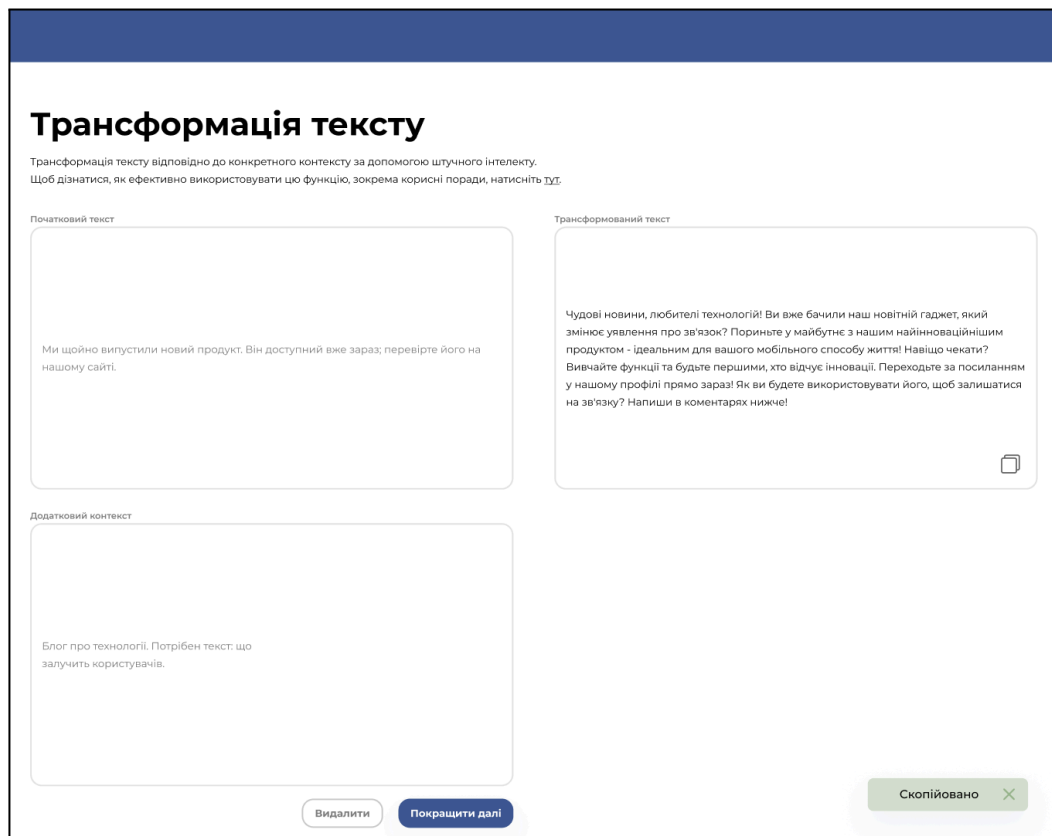 Трансформація тексту
Трансформація тексту відповідно до конкретного контексту за допомогою штучного інтелекту.
Щоб дізнатися, як ефективно використовувати цю функцію, зокрема корисні поради, натисніть тут.
Початковий текст
Ми щойно випустили новий продукт. Він доступний вже зараз; перевірте його на
нашому сайті.
Трансформований текст
Чудові новини, любителі технологій! Ви вже бачили наш новітній гаджет, який
змінює уявлення про зв'язок? Пориньте у майбутнє з нашим найінноваційнішим
продуктом - ідеальним для вашого мобільного способу життя! Навіщо чекати?
Вивчайте функції та будьте першими, хто відчує інновації. Переходьте за посиланням
у нашому профілі прямо зараз! Як ви будете використовувати його, щоб залишатися
на зв'язку? Напиши в коментарях нижче!
Додатковий контекст
Блог про технології. Потрібен текст: що
залучить користувачів.
Видалити
Покращити далі
Скопійовано